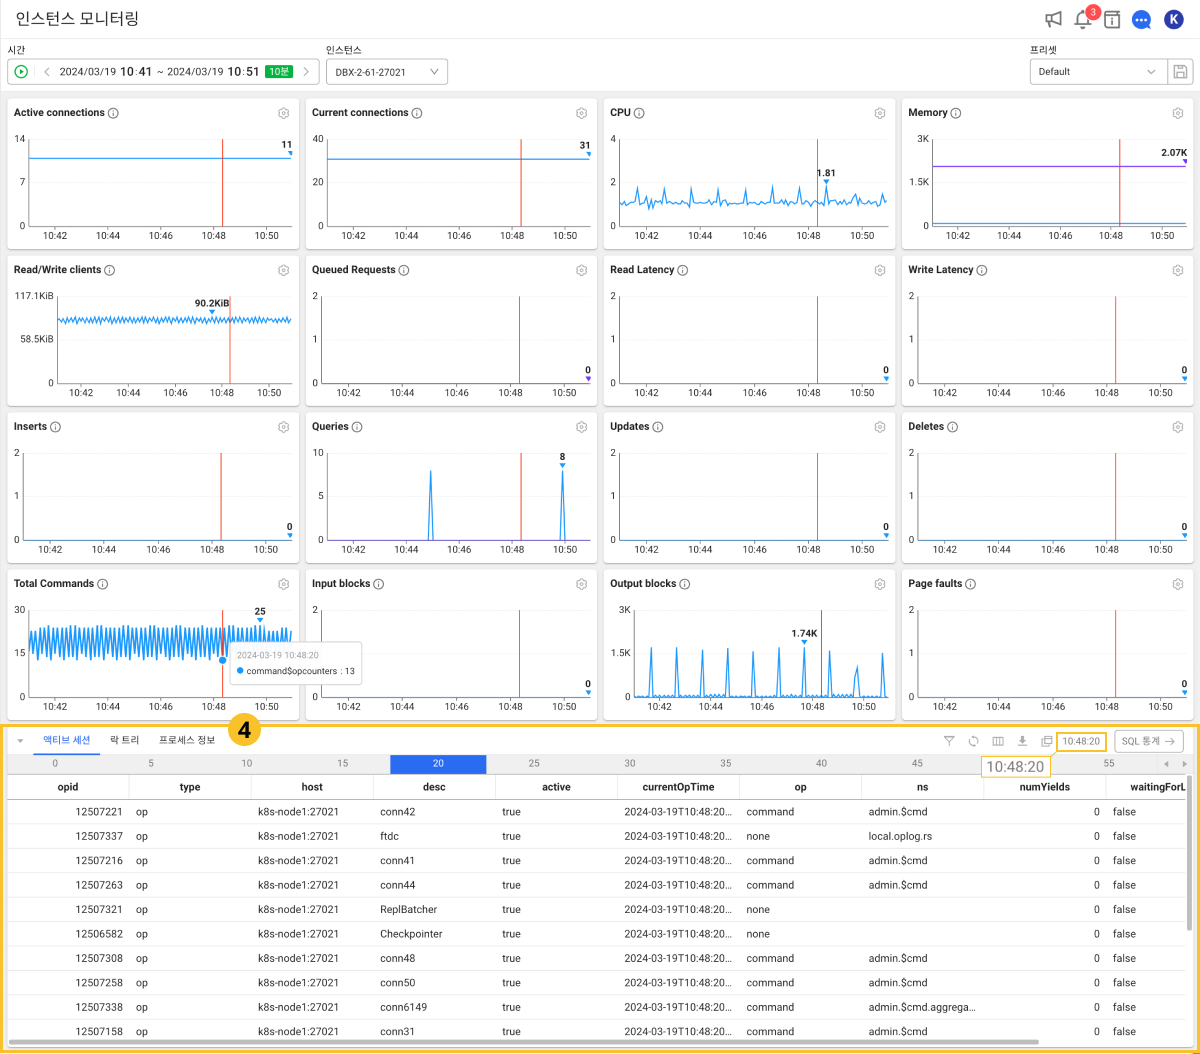 인스턴스 모니터링
3
K
시간
인스턴스
프리셋
2024/03/19 10:41 ~ 2024/03/19 10:51 10분
DBX-2-61-27021
Default
Active connections
14
7
0
11
10:42 10:44 10:46 10:48 10:50
Current connections
40
20
0
31
10:42 10:44 10:46 10:48 10:50
CPU
4
2
0
1.81
10:42 10:44 10:46 10:48 10:50
Memory
3K
1.5K
0
2.07K
10:42 10:44 10:46 10:48 10:50
Read/Write clients
117.1KiB
58.5KiB
0
90.2KiB
10:42 10:44 10:46 10:48 10:50
Queued Requests
2
1
0
0
10:42 10:44 10:46 10:48 10:50
Read Latency
2
1
0
0
10:42 10:44 10:46 10:48 10:50
Write Latency
2
1
0
0
10:42 10:44 10:46 10:48 10:50
Inserts
2
1
0
0
10:42 10:44 10:46 10:48 10:50
Queries
10
5
0
8
10:42 10:44 10:46 10:48 10:50
Updates
2
1
0
0
10:42 10:44 10:46 10:48 10:50
Deletes
2
1
0
0
10:42 10:44 10:46 10:48 10:50
Total Commands
30
15
0
25
10:42 10:44 10:46 10:48 10:50
2024-03-19 10:48:20
command$opcounters : 13
Input blocks
2
0
0
10:42 10:44 10:46 10:48 10:50
Output blocks
3K
1.5K
0
1.74K
10:42 10:44 10:46 10:48 10:50
Page faults
2
1
0
0
10:42 10:44 10:46 10:48 10:50
4
액티브 세션 락 트리 프로세스 정보
10:48:20 SQL 통계 →
0 5 10 15 20 25 30 35 40 45 55
10:48:20
opid type host desc active currentOpTime op ns numYields waitingForL
12507221 op k8s-node1:27021 conn42 true 2024-03-19T10:48:20... command admin.$cmd 0 false
12507337 op k8s-node1:27021 ftdc true 2024-03-19T10:48:20... none local.oplog.rs 0 false
12507216 op k8s-node1:27021 conn41 true 2024-03-19T10:48:20... command admin.$cmd 0 false
12507263 op k8s-node1:27021 conn44 true 2024-03-19T10:48:20... command admin.$cmd 0 false
12507321 op k8s-node1:27021 ReplBatcher true 2024-03-19T10:48:20... none 0 false
12506582 op k8s-node1:27021 Checkpointer true 2024-03-19T10:48:20... none 0 false
12507308 op k8s-node1:27021 conn48 true 2024-03-19T10:48:20... command admin.$cmd 0 false
12507258 op k8s-node1:27021 conn50 true 2024-03-19T10:48:20... command admin.$cmd 0 false
12507338 op k8s-node1:27021 conn6149 true 2024-03-19T10:48:20... command admin.$cmd.aggrega... 0 false
12507158 op k8s-node1:27021 conn31 true 2024-03-19T10:48:20... command admin.$cmd 0 false